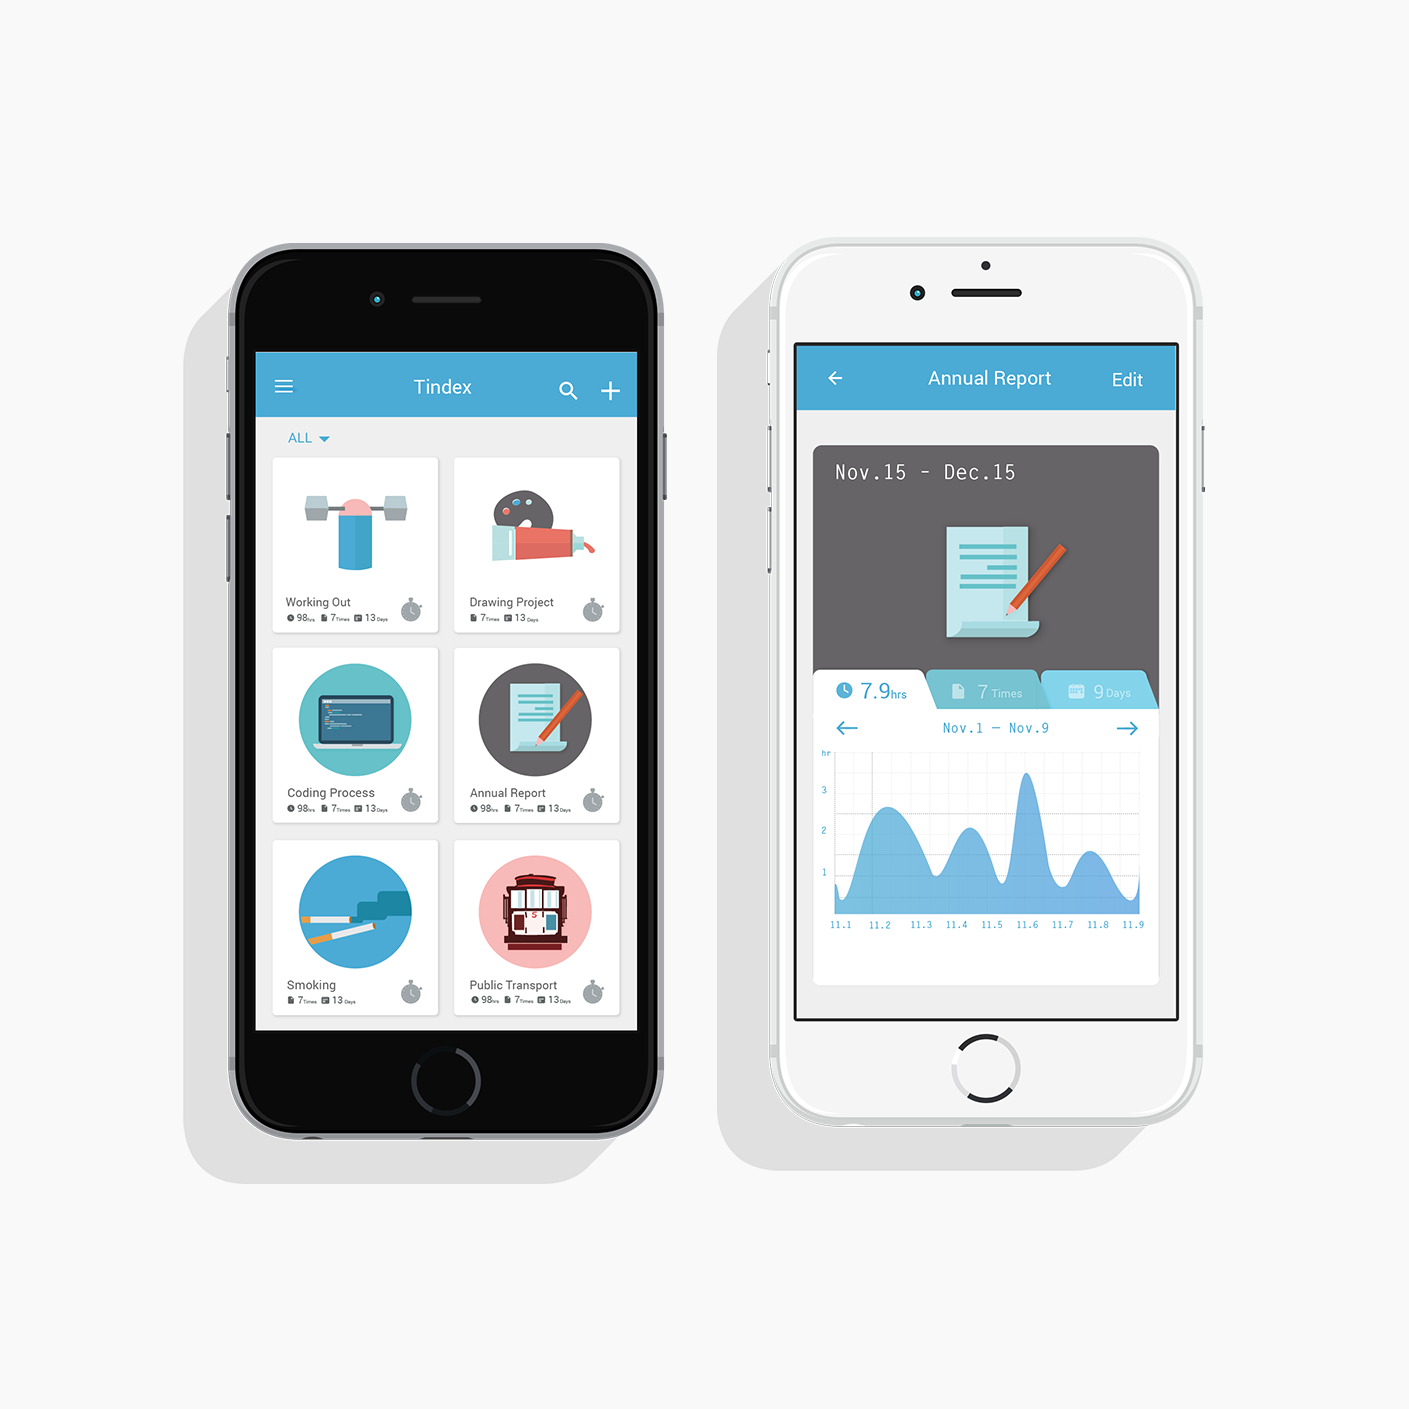 Tindex
ALL
Working Out
98hrs 7Times 13Days
Drawing Project
7Times 13Days
Coding Process
98hrs 7Times 13Days
Annual Report
98hrs 7Times 13Days
Smoking
7Times 13Days
Public Transport
98hrs 7Times 13Days
S
Annual Report Edit
Nov.15 - Dec.15
7.9hrs 7 Times 9 Days
Nov.1 — Nov.9
hr
3
2
1
11.1 11.2 11.3 11.4 11.5 11.6 11.7 11.8 11.9